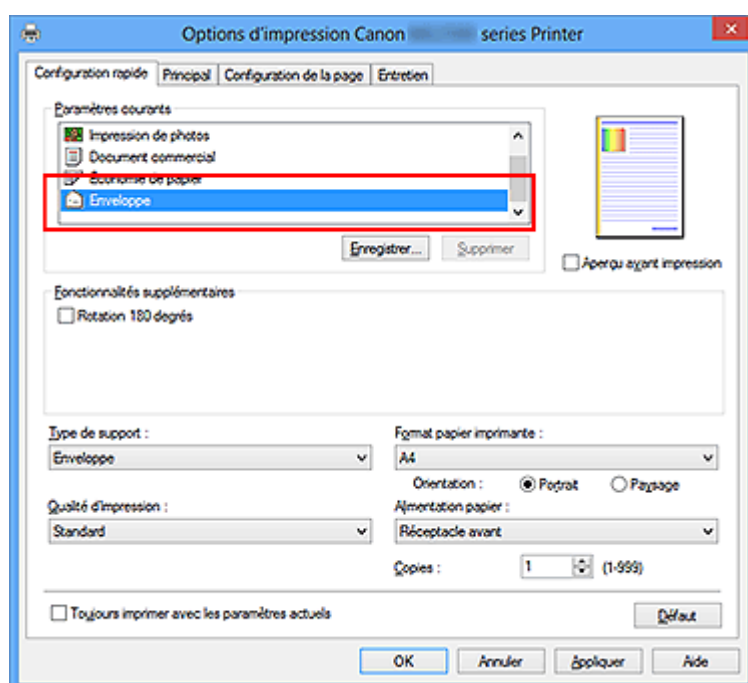 Options d'impression Canon series Printer
Configuration rapide Principal Configuration de la page Entretien
Paramètres courants
Impression de photos
Document commercial
Économie de papier
Enveloppe
Enregistrer... Supprimer
Aperçu avant impression
Fonctionnalités supplémentaires
Rotation 180 degrés
Type de support : Format papier imprimante :
Enveloppe A4
Orientation : Portrait Paysage
Qualité d'impression : Alimentation papier :
Standard Réceptacle avant
Copies : 1 (1-999)
Toujours imprimer avec les paramètres actuels Défaut
OK Annuler Appliquer Aide